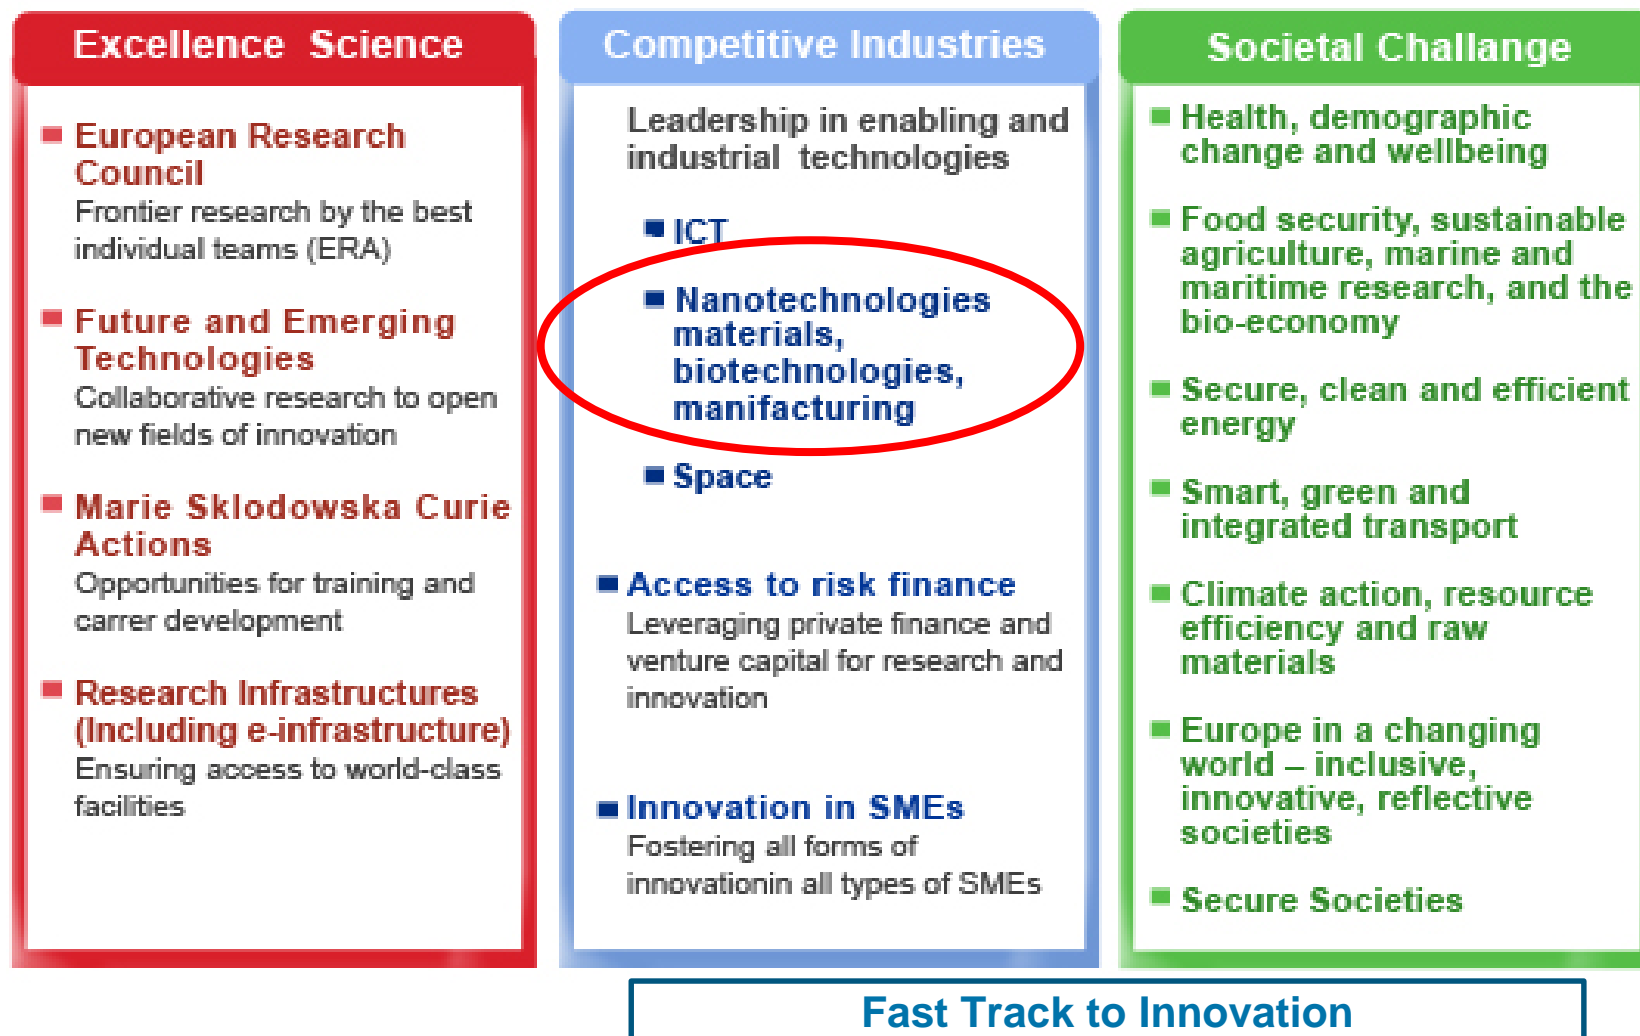 Excellence Science
European Research
Council
Frontier research by the best
individual teams (ERA)
Future and Emerging
Technologies
Collaborative research to open
new fields of innovation
Marie Sklodowska Curie
Actions
Opportunities for training and
carrer development
Research Infrastructures
(Including e-infrastructure)
Ensuring access to world-class
facilities
Competitive Industries
Leadership in enabling and
industrial technologies
ICT
Nanotechnologies
materials,
biotechnologies,
manifacturing
Space
Access to risk finance
Leveraging private finance and
venture capital for research and
innovation
Innovation in SMEs
Fostering all forms of
innovationin all types of SMEs
Societal Challange
Health, demographic
change and wellbeing
Food security, sustainable
agriculture, marine and
maritime research, and the
bio-economy
Secure, clean and efficient
energy
Smart, green and
integrated transport
Climate action, resource
efficiency and raw
materials
Europe in a changing
world – inclusive,
innovative, reflective
societies
Secure Societies
Fast Track to Innovation